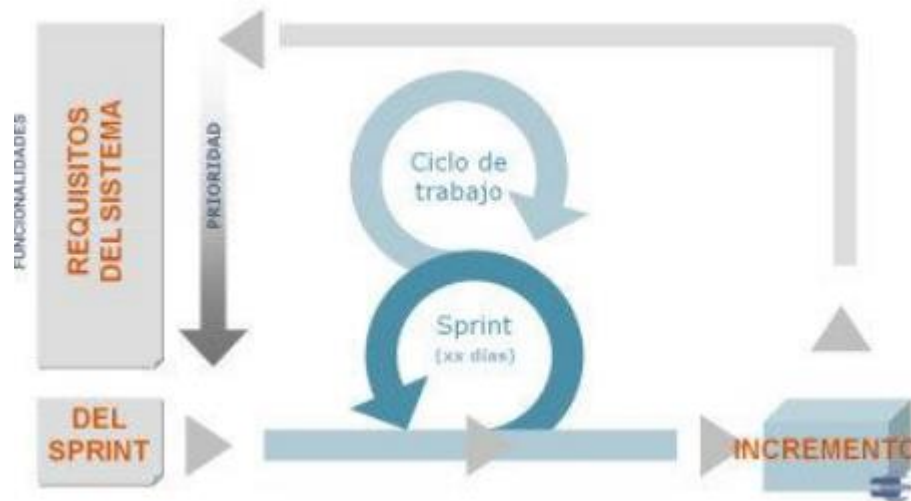 FUNCIONALIDADES
REQUISITOS
DEL SISTEMA
PRIORIDAD
Ciclo de
trabajo
Sprint
(xx días)
DEL
SPRINT
INCREMENTO